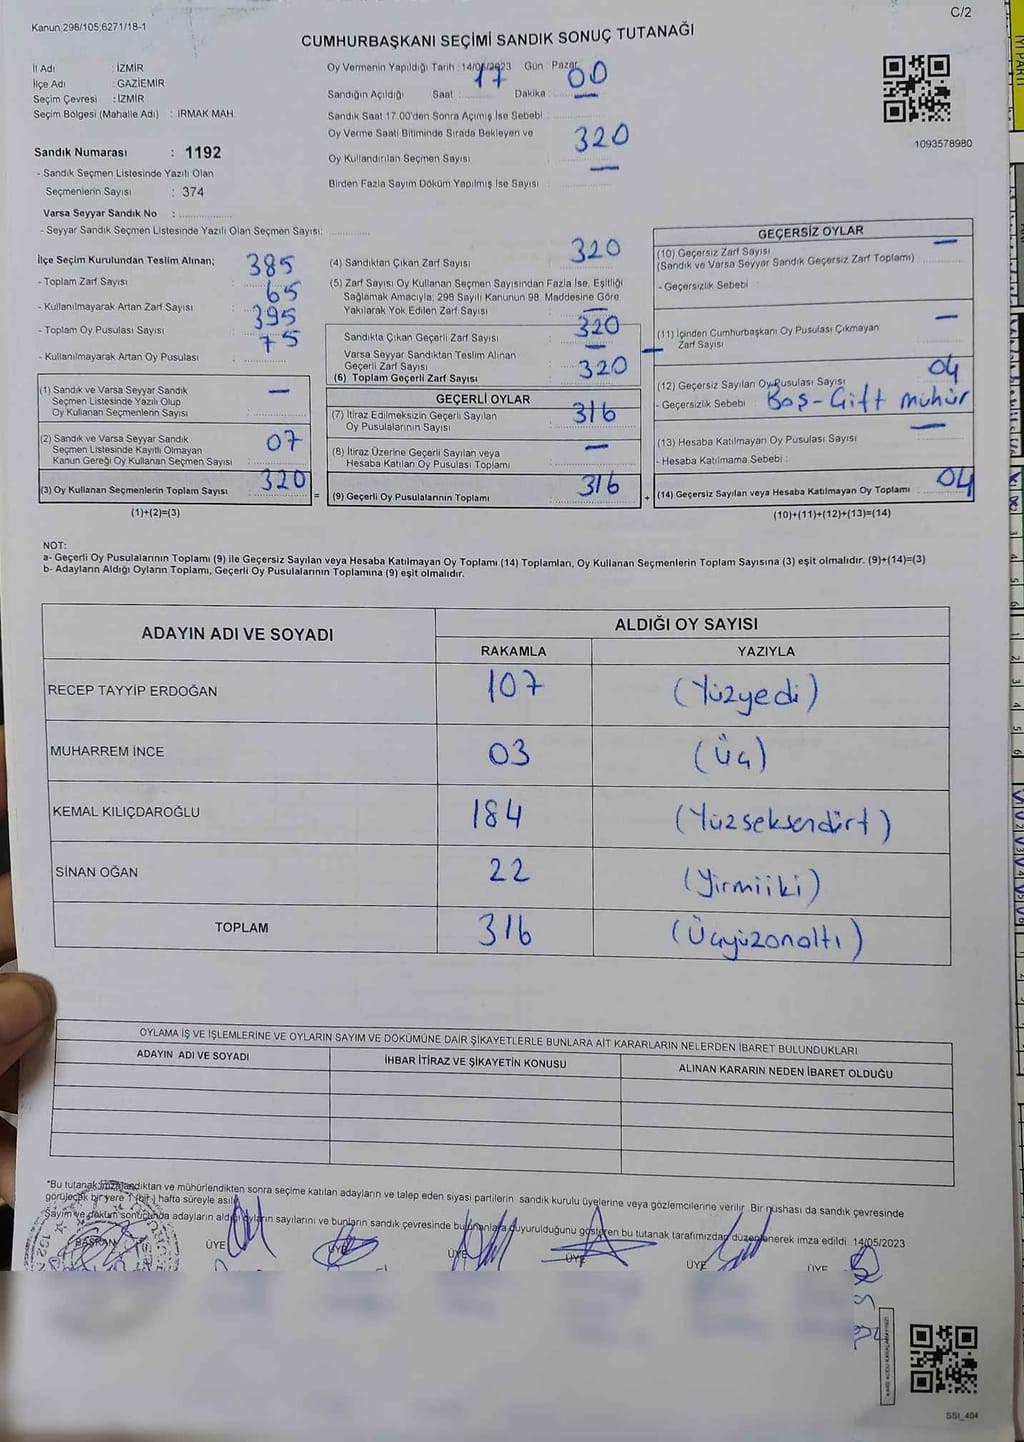 C/2
Kanun 298/105,6271/18-1
CUMHURBAŞKANI SEÇİMİ SANDIK SONUÇ TUTANAĞI
İl Adı : İZMİR
İlçe Adı : GAZİEMİR
Seçim Çevresi : İZMİR
Seçim Bölgesi (Mahalle Adı) : IRMAK MAH.
Sandık Numarası : 1192
- Sandık Seçmen Listesinde Yazılı Olan
Seçmenlerin Sayısı : 374
Varsa Seyyar Sandık No :
- Seyyar Sandık Seçmen Listesinde Yazılı Olan Seçmen Sayısı:
Oy Vermenin Yapıldığı Tarih : 14/05/2023 Gün : Pazar
Sandığın Açıldığı Saat : 17 Dakika : 00
Sandık Saat 17.00'den Sonra Açımış İse Sebebi :
Oy Verme Saati Bitiminde Sırada Bekleyen ve
Oy Kullandırılan Seçmen Sayısı 320
Birden Fazla Sayım Döküm Yapılmış İse Sayısı —
1093578980
İlçe Seçim Kurulundan Teslim Alınan;
- Toplam Zarf Sayısı : 385
- Kullanılmayarak Artan Zarf Sayısı : 65
- Toplam Oy Pusulası Sayısı : 395
- Kullanılmayarak Artan Oy Pusulası : 75
(1) Sandık ve Varsa Seyyar Sandık
Seçmen Listesinde Yazılı Olup
Oy Kullanan Seçmenlerin Sayısı : —
(2) Sandık ve Varsa Seyyar Sandık
Seçmen Listesinde Kayıtlı Olmayan
Kanun Gereği Oy Kullanan Seçmen Sayısı : 07
(3) Oy Kullanan Seçmenlerin Toplam Sayısı : 320
(1)+(2)=(3)
(4) Sandıktan Çıkan Zarf Sayısı : 320
(5) Zarf Sayısı Oy Kullanan Seçmen Sayısından Fazla İse, Eşitliği
Sağlamak Amacıyla; 298 Sayılı Kanunun 98. Maddesine Göre
Yakılarak Yok Edilen Zarf Sayısı : —
Sandıkta Çıkan Geçerli Zarf Sayısı : 320
Varsa Seyyar Sandıktan Teslim Alınan
Geçerli Zarf Sayısı : —
(6) Toplam Geçerli Zarf Sayısı : 320
GEÇERLİ OYLAR
(7) İtiraz Edilmeksizin Geçerli Sayılan
Oy Pusulalarının Sayısı : 316
(8) İtiraz Üzerine Geçerli Sayılan veya
Hesaba Katılan Oy Pusulası Toplamı : —
(9) Geçerli Oy Pusulalarının Toplamı : 316
GEÇERSİZ OYLAR
(10) Geçersiz Zarf Sayısı —
(Sandık ve Varsa Seyyar Sandık Geçersiz Zarf Toplamı) :
- Geçersizlik Sebebi :
(11) İçinden Cumhurbaşkanı Oy Pusulası Çıkmayan
Zarf Sayısı : —
(12) Geçersiz Sayılan Oy Pusulası Sayısı : 04
- Geçersizlik Sebebi : Boş-Çift mühür
(13) Hesaba Katılmayan Oy Pusulası Sayısı : —
- Hesaba Katılmama Sebebi :
(14) Geçersiz Sayılan veya Hesaba Katılmayan Oy Toplamı : 04
(10)+(11)+(12)+(13)=(14)
NOT:
a- Geçerli Oy Pusulalarının Toplamı (9) ile Geçersiz Sayılan veya Hesaba Katılmayan Oy Toplamı (14) Toplamları, Oy Kullanan Seçmenlerin Toplam Sayısına (3) eşit olmalıdır. (9)+(14)=(3)
b- Adayların Aldığı Oyların Toplamı, Geçerli Oy Pusulalarının Toplamına (9) eşit olmalıdır.
ADAYIN ADI VE SOYADI ALDIĞI OY SAYISI
RAKAMLA YAZIYLA
RECEP TAYYİP ERDOĞAN 107 (Yüzyedi)
MUHARREM İNCE 03 (Üç)
KEMAL KILIÇDAROĞLU 184 (Yüzseksendört)
SİNAN OĞAN 22 (Yirmiiki)
TOPLAM 316 (Üçyüzonaltı)
OYLAMA İŞ VE İŞLEMLERİNE VE OYLARIN SAYIM VE DÖKÜMÜNE DAİR ŞİKAYETLERLE BUNLARA AİT KARARLARIN NELERDEN İBARET BULUNDUKLARI
ADAYIN ADI VE SOYADI İHBAR İTİRAZ VE ŞİKAYETİN KONUSU ALINAN KARARIN NEDEN İBARET OLDUĞU
"Bu tutanak imzalandıktan ve mühürlendikten sonra seçime katılan adayların ve talep eden siyasi partilerin sandık kurulu üyelerine veya gözlemcilerine verilir. Bir nüshası da sandık çevresinde
görülecek bir yere 1 (bir) hafta süreyle asılır.
Sayım ve döküm sonucunda adayların aldığı oyların sayılarını ve bunların sandık çevresinde bulunanlara duyurulduğunu gösteren bu tutanak tarafımızdan düzenlenerek imza edildi. 14/05/2023
BAŞKAN ÜYE ÜYE ÜYE ÜYE ÜYE ÜYE
SSI_404